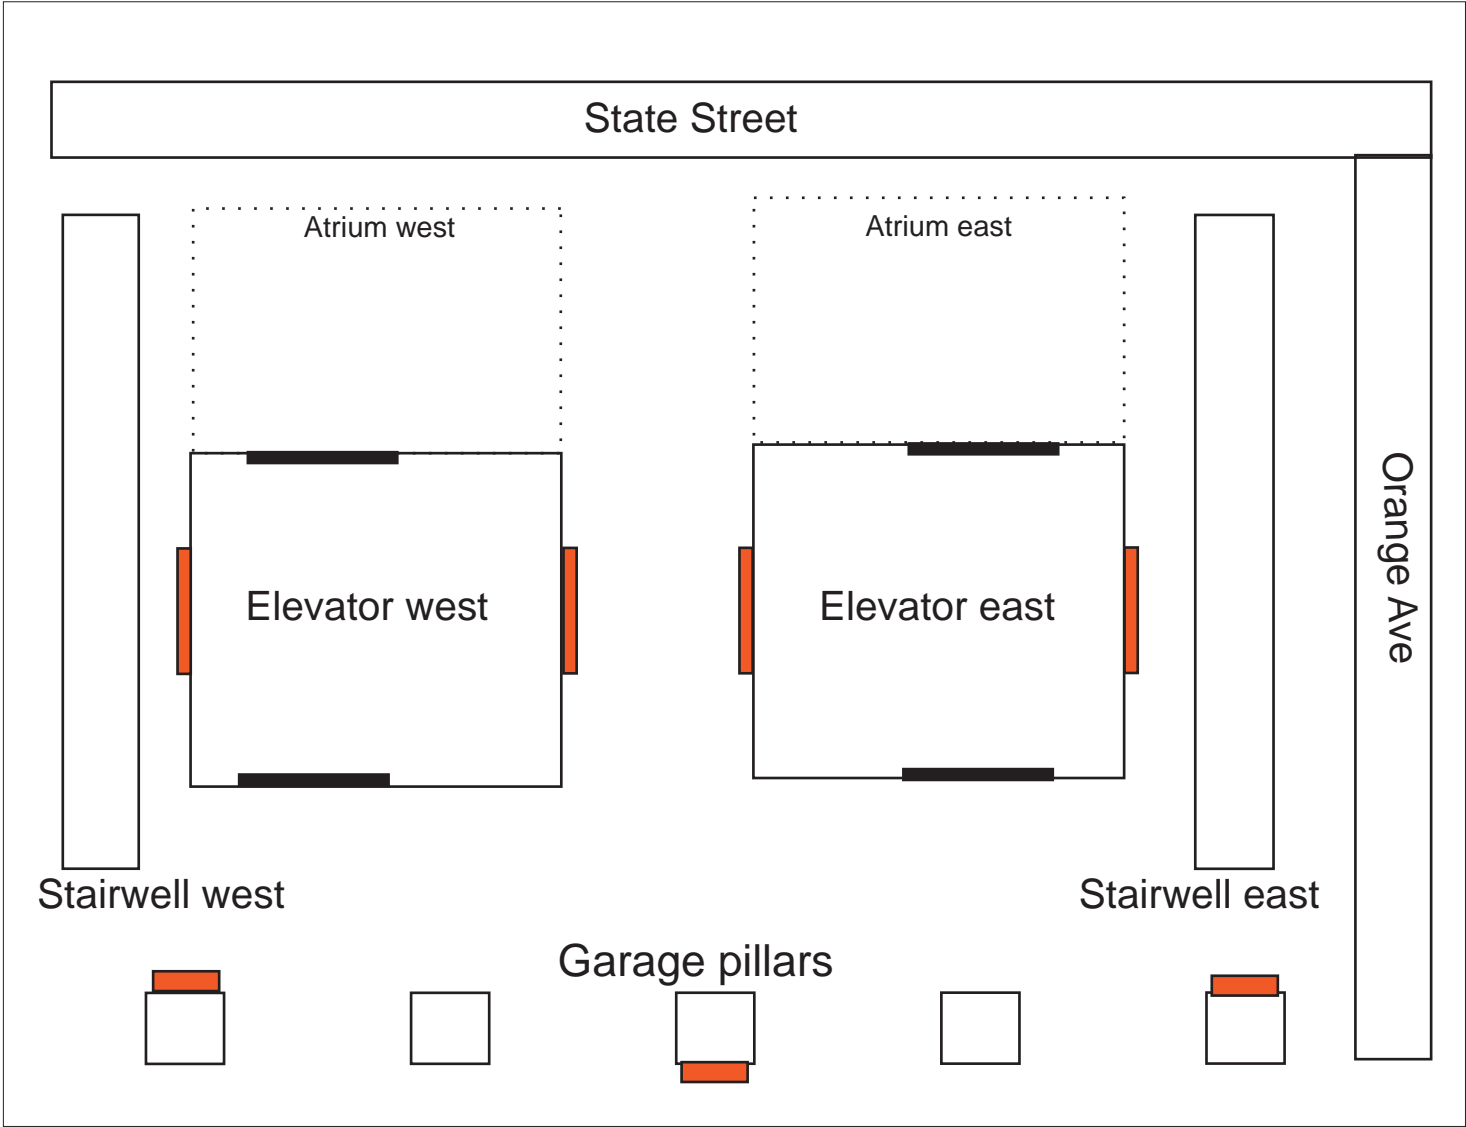 State Street
Atrium west
Atrium east
Orange Ave
Elevator west
Elevator east
Stairwell west
Stairwell east
Garage pillars